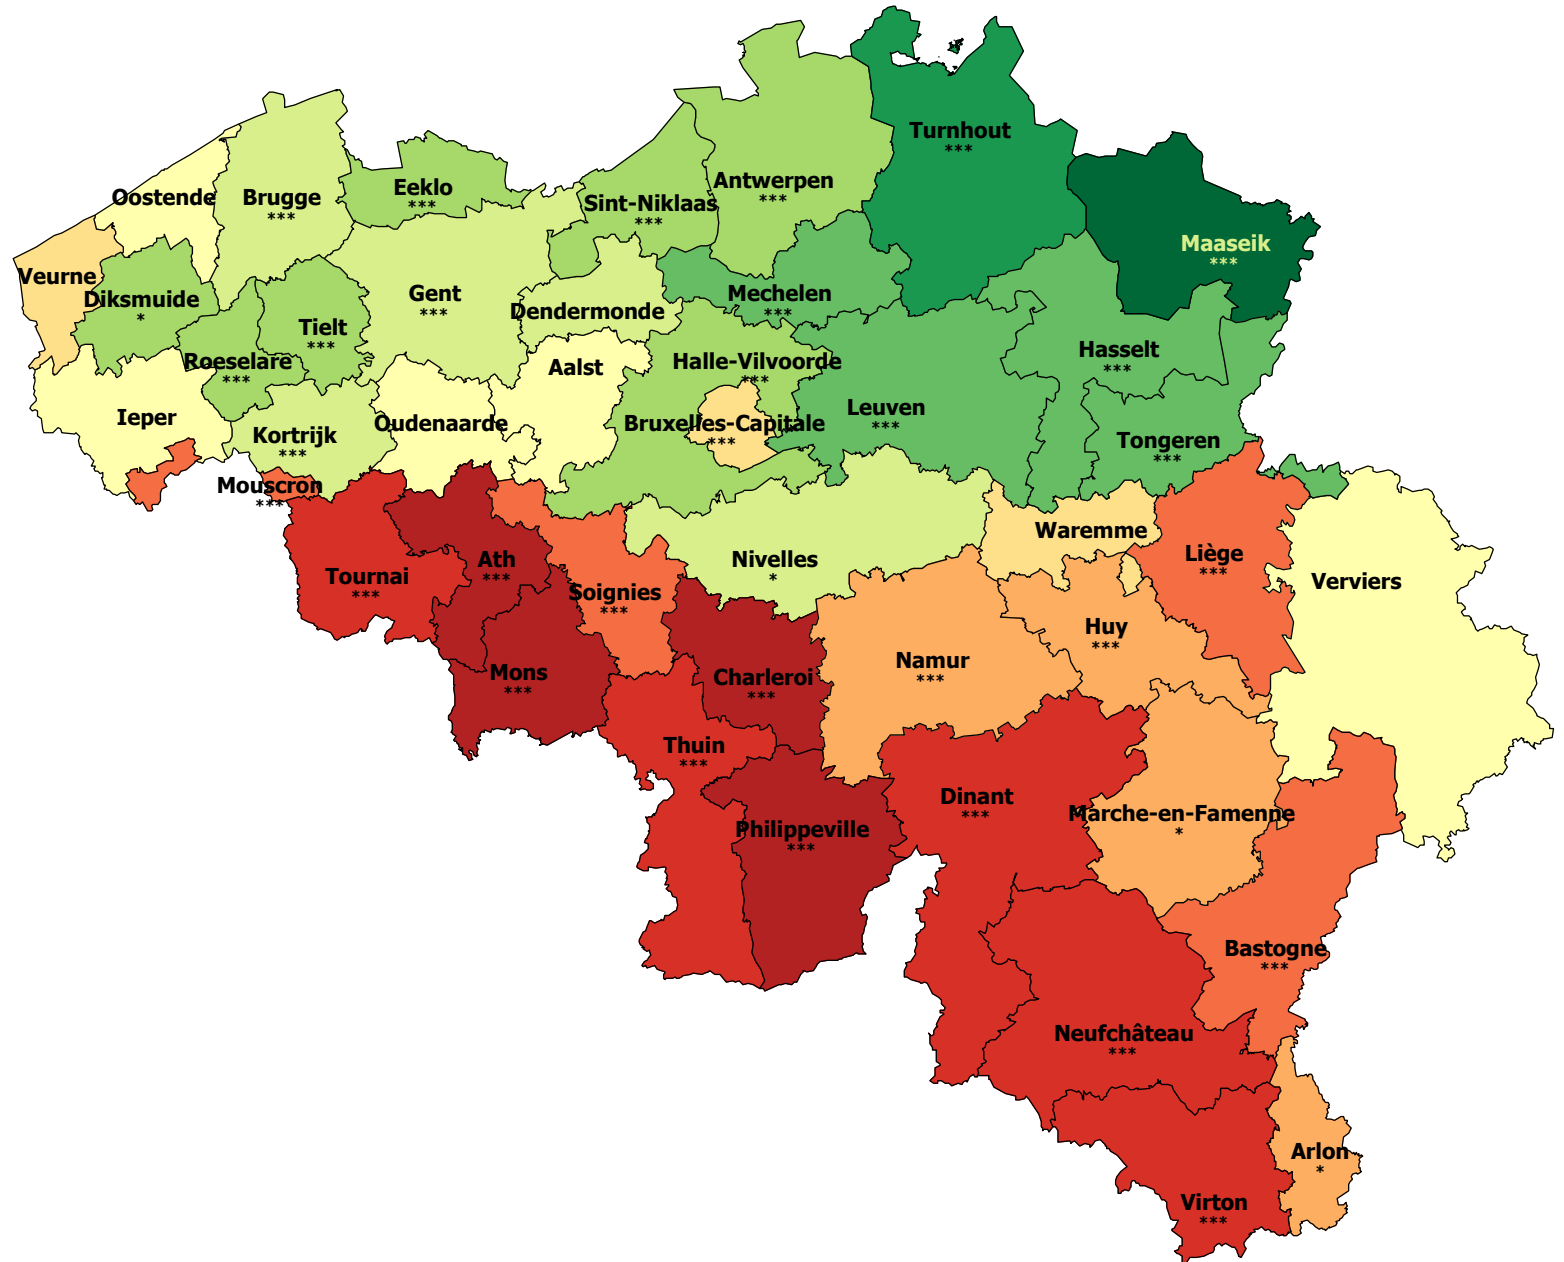 Turnhout
***
Antwerpen
***
Eeklo
***
Oostende
Brugge
***
Sint-Niklaas
***
Maaseik
***
Veurne
Diksmuide
*
Gent
***
Mechelen
***
Dendermonde
Tielt
***
Roeselare
***
Aalst
Halle-Vilvoorde
***
Hasselt
***
Ieper
Kortrijk
***
Oudenaarde
Bruxelles-Capitale
***
Leuven
***
Tongeren
***
Mouscron
***
Waremme
Ath
***
Nivelles
*
Liège
***
Tournai
***
Soignies
***
Verviers
Huy
***
Mons
***
Charleroi
***
Namur
***
Thuin
***
Dinant
***
Marche-en-Famenne
*
Philippeville
***
Bastogne
***
Neufchâteau
***
Arlon
*
Virton
***